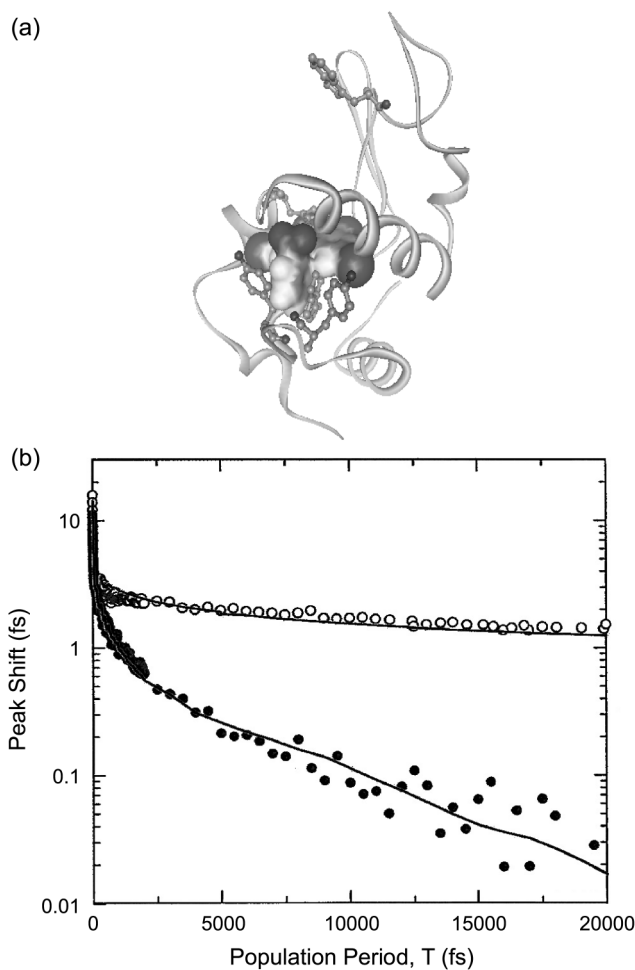 (a)
(b)
10
1
0.1
0.01
Peak Shift (fs)
0
5000
10000
15000
20000
Population Period, T (fs)